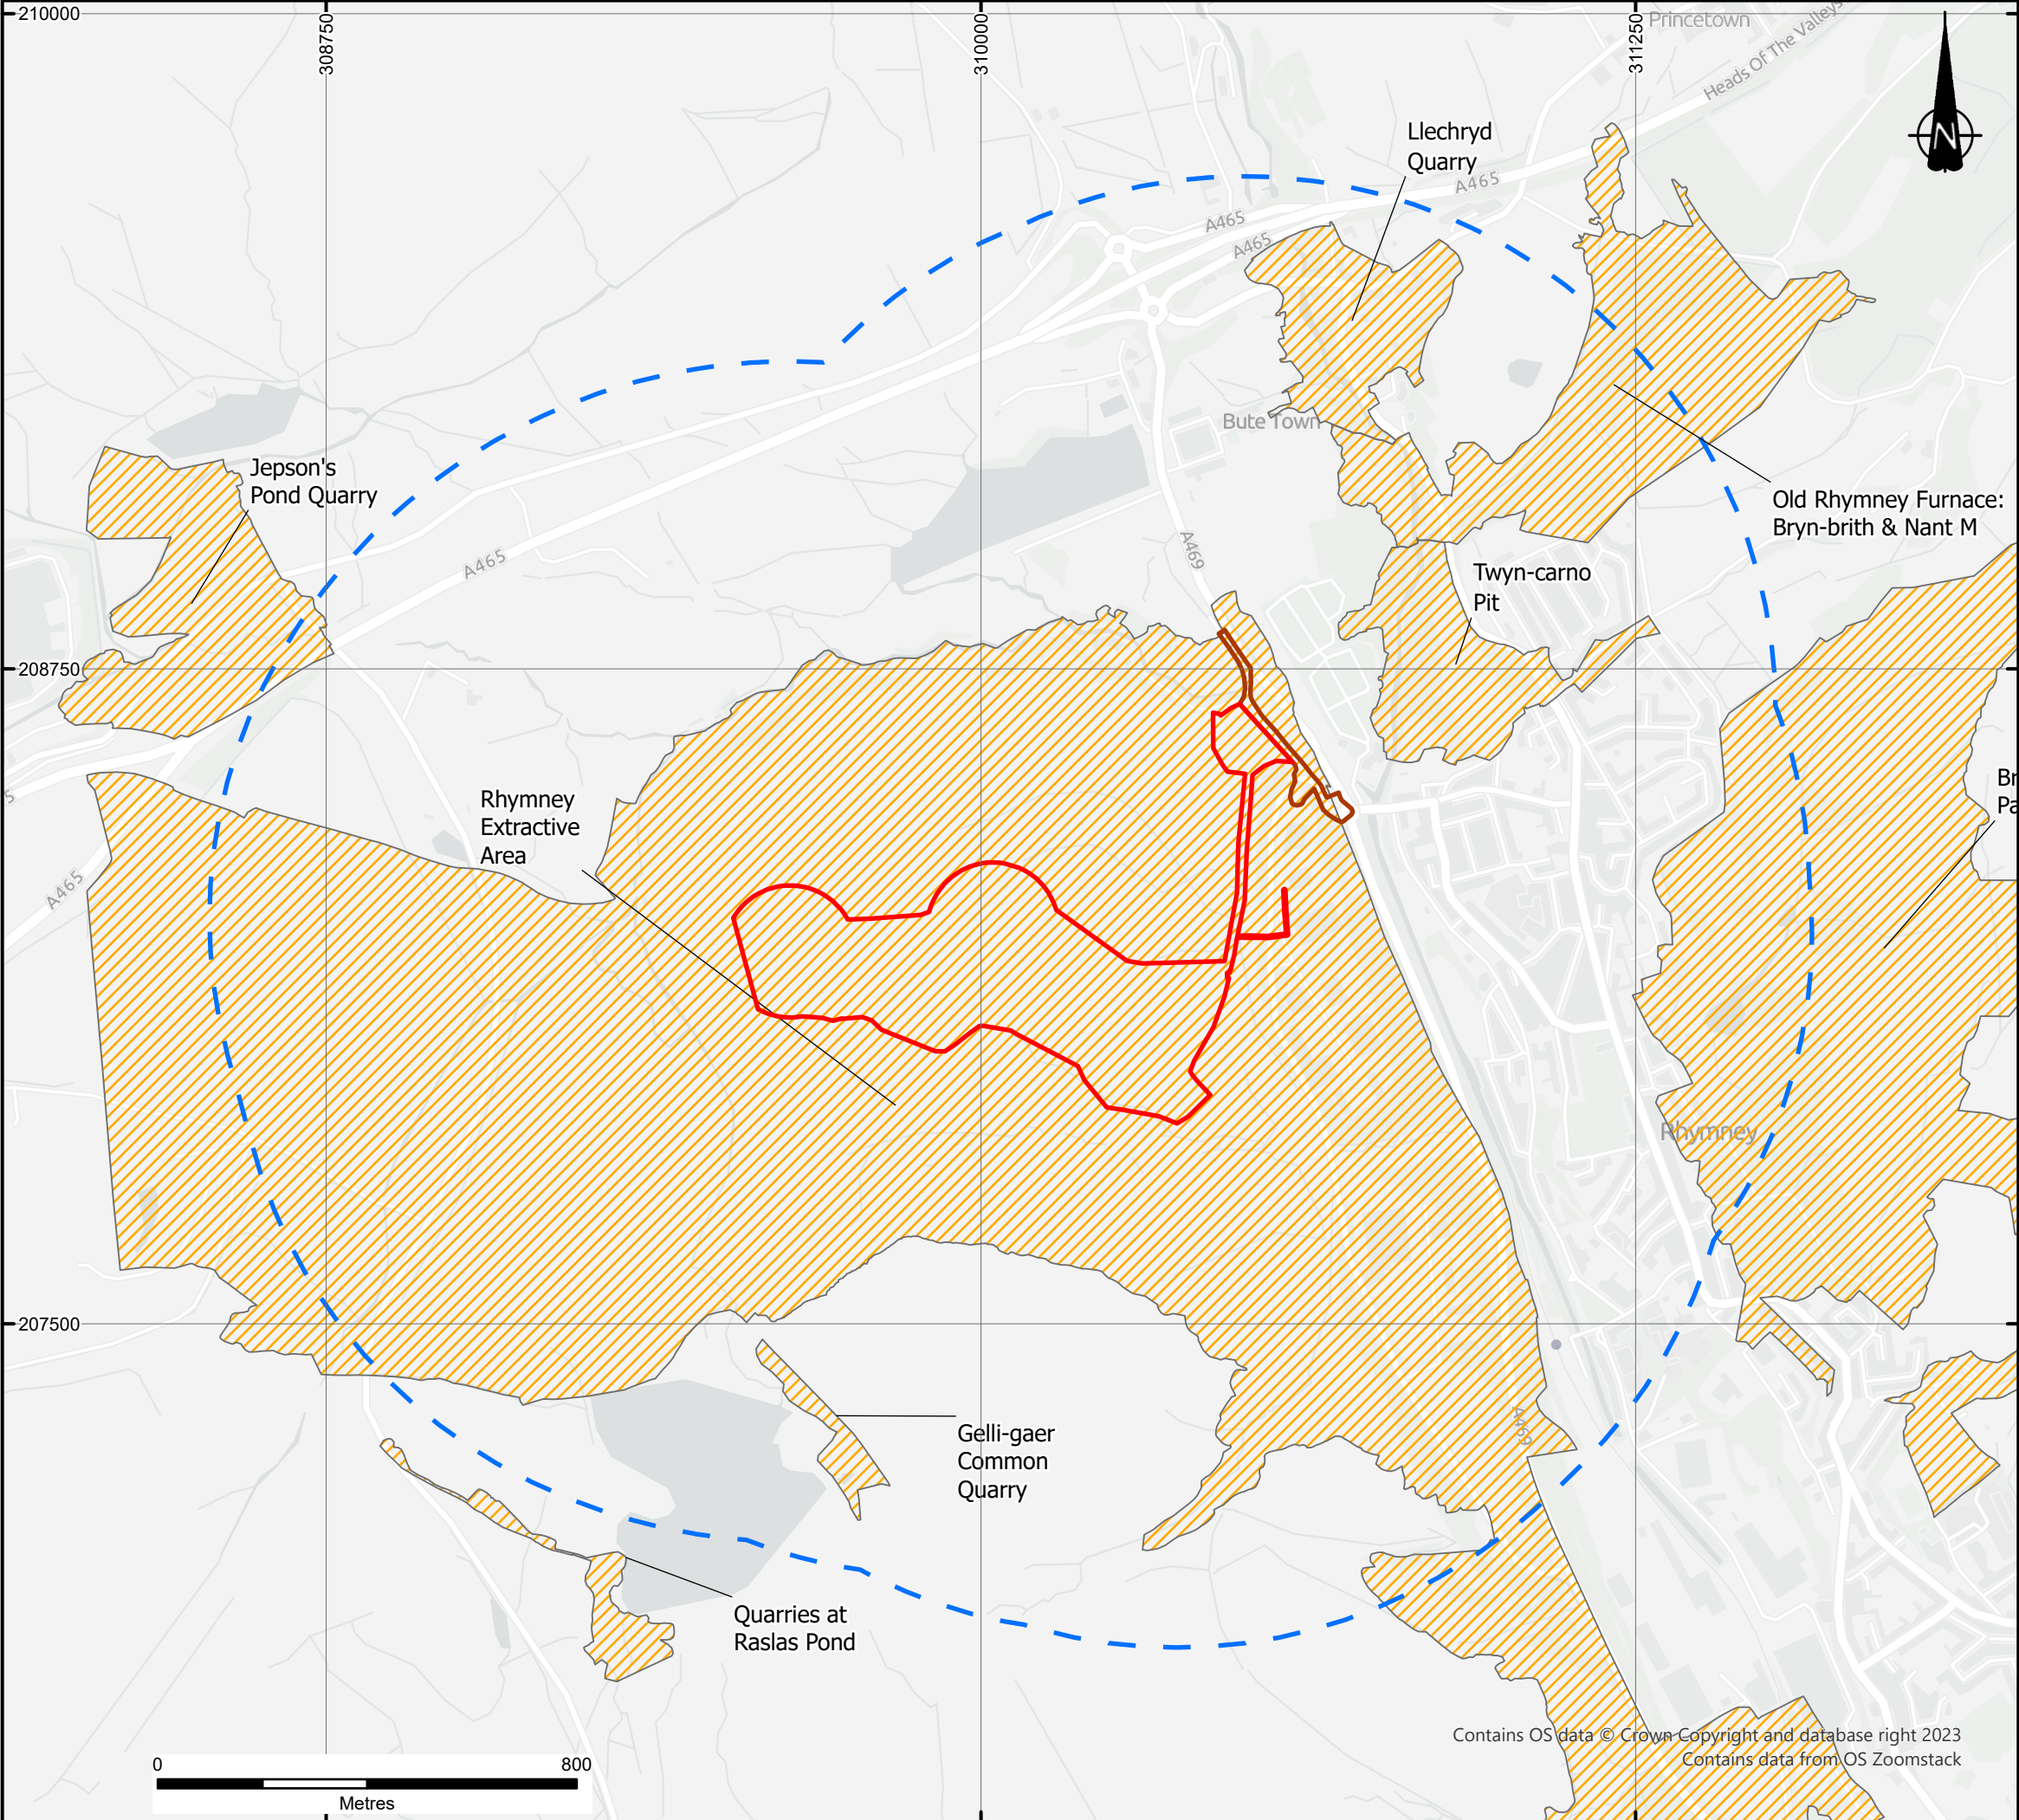 210000
308750
310000
311250
Princetown
Heads Of The Valleys
N
Llechryd
Quarry
A465
A465
A465
Bute Town
Jepson's
Pond Quarry
Old Rhymney Furnace:
Bryn-brith & Nant M
A465
A469
Twyn-carno
Pit
208750
Br
Pa
5
Rhymney
Extractive
Area
A465
Rhymney
207500
A469
Gelli-gaer
Common
Quarry
Quarries at
Raslas Pond
Contains OS data © Crown Copyright and database right 2023
Contains data from OS Zoomstack
0 800
Metres